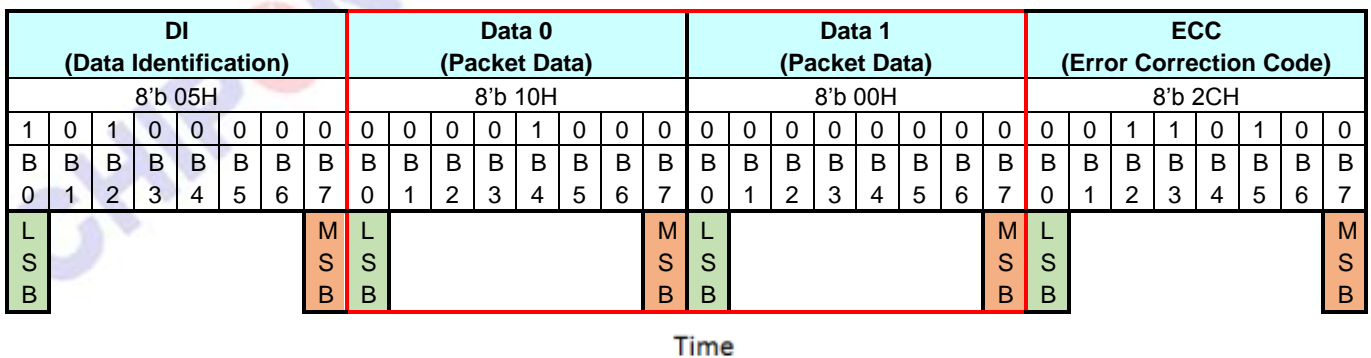 DI Data 0 Data 1 ECC
(Data Identification) (Packet Data) (Packet Data) (Error Correction Code)
8'b 05H 8'b 10H 8'b 00H 8'b 2CH
1 0 1 0 0 0 0 0 0 0 0 0 1 0 0 0 0 0 0 0 0 0 0 0 0 0 1 1 0 1 0 0
B B B B B B B B B B B B B B B B B B B B B B B B B B B B B B B B
0 1 2 3 4 5 6 7 0 1 2 3 4 5 6 7 0 1 2 3 4 5 6 7 0 1 2 3 4 5 6 7
L M L M L M L M
S S S S S S S S
B B B B B B B B
Time